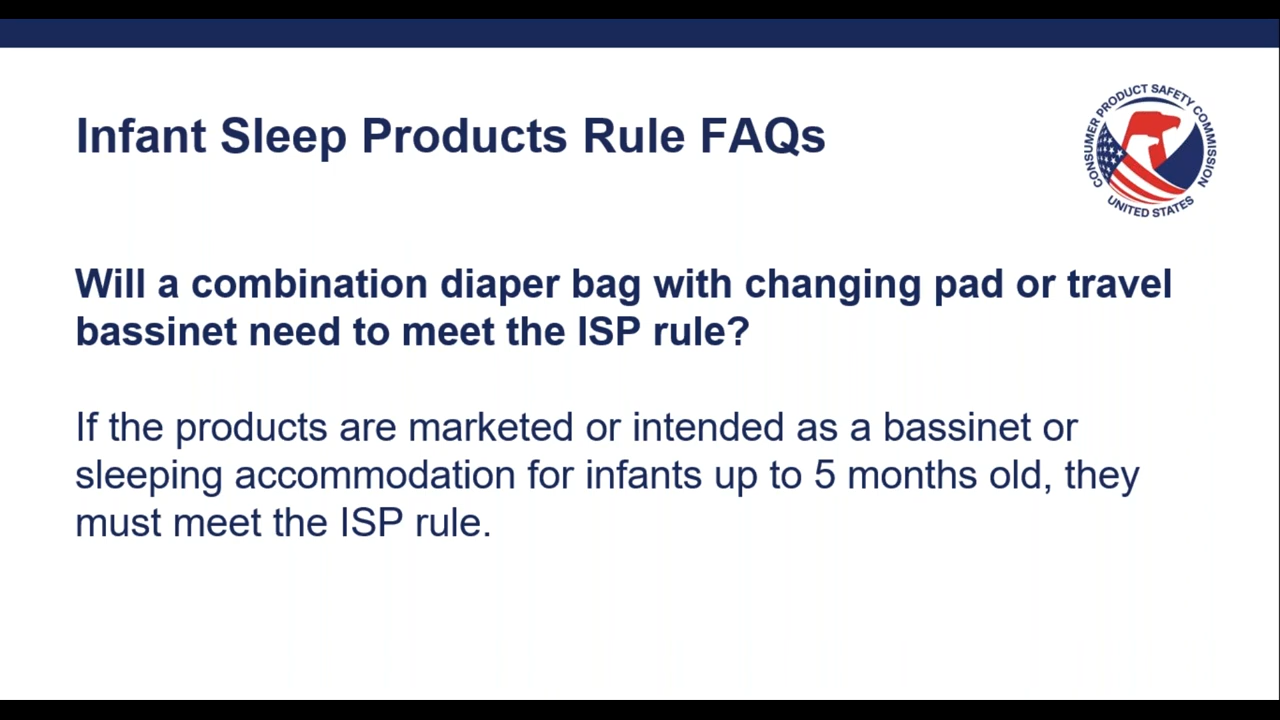 Infant Sleep Products Rule FAQs
CONSUMER PRODUCT SAFETY COMMISSION
UNITED STATES
Will a combination diaper bag with changing pad or travel
bassinet need to meet the ISP rule?
If the products are marketed or intended as a bassinet or
sleeping accommodation for infants up to 5 months old, they
must meet the ISP rule.